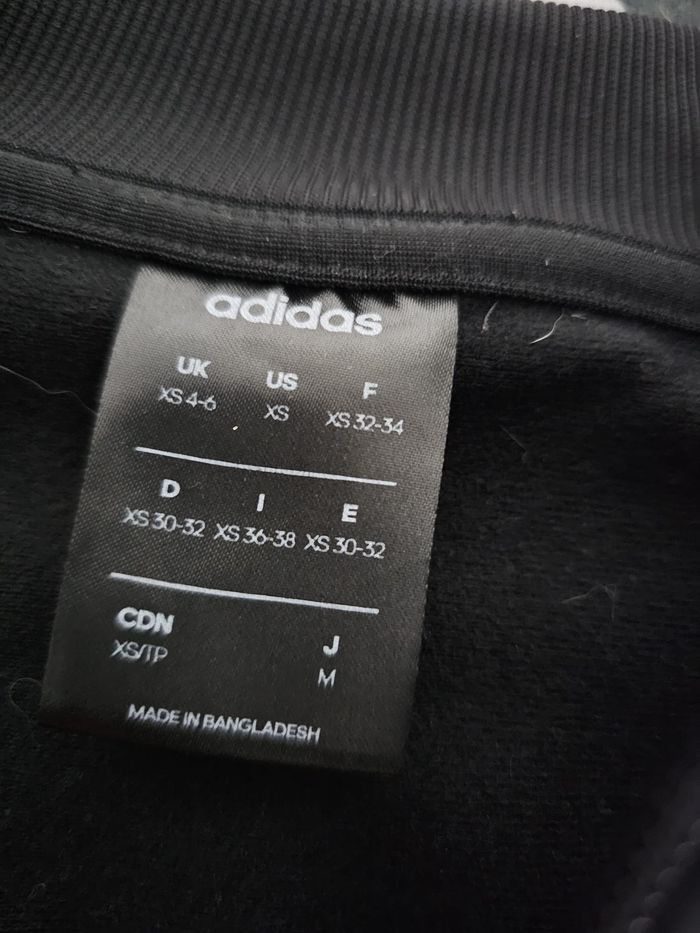 adidas
UK US F
XS 4-6 XS XS 32-34
D I E
XS 30-32 XS 36-38 XS 30-32
CDN J
XS/TP M
MADE IN BANGLADESH